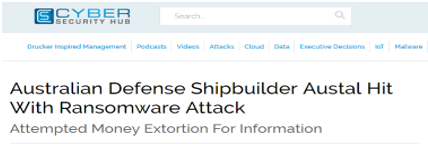 CYBER
SECURITY HUB
Search...
Drucker Inspired Management Podcasts Videos Attacks Cloud Data Executive Decisions IoT Malware
Australian Defense Shipbuilder Austal Hit
With Ransomware Attack
Attempted Money Extortion For Information